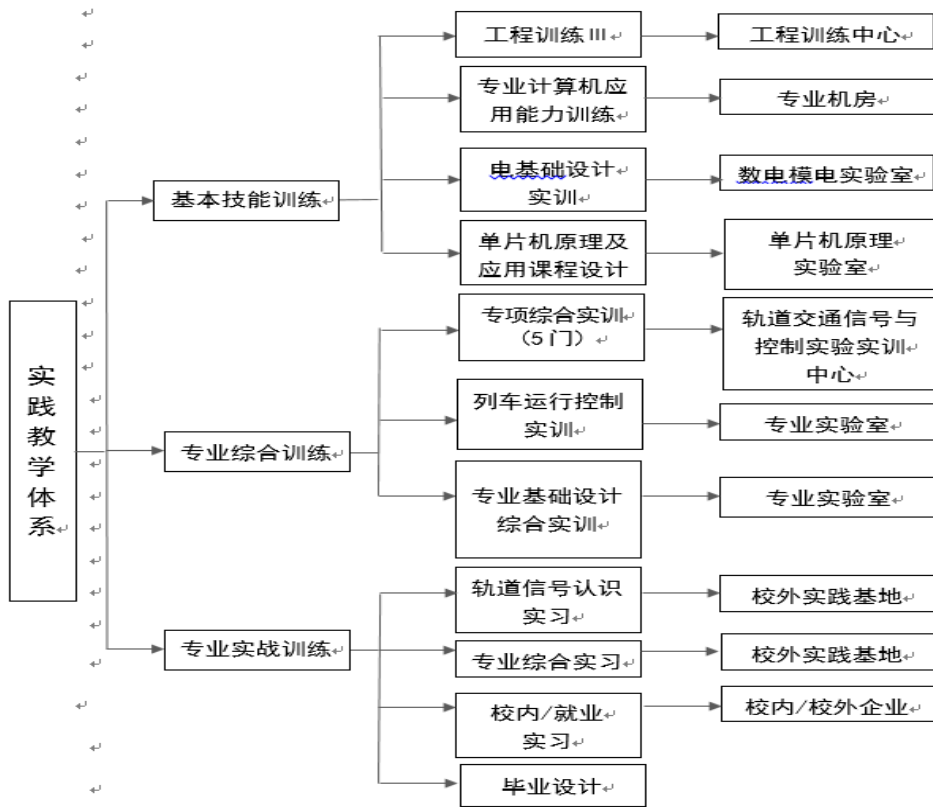 工程训练Ⅲ
工程训练中心
专业计算机应
用能力训练
专业机房
电基础设计
实训
数电模电实验室
基本技能训练
单片机原理及
应用课程设计
单片机原理
实验室
专项综合实训
（5门）
轨道交通信号与
控制实验实训
中心
实
践
教
学
体
系
列车运行控制
实训
专业实验室
专业综合训练
专业基础设计
综合实训
专业实验室
轨道信号认识
实习
校外实践基地
专业实战训练
专业综合实习
校外实践基地
校内/就业
实习
校内/校外企业
毕业设计